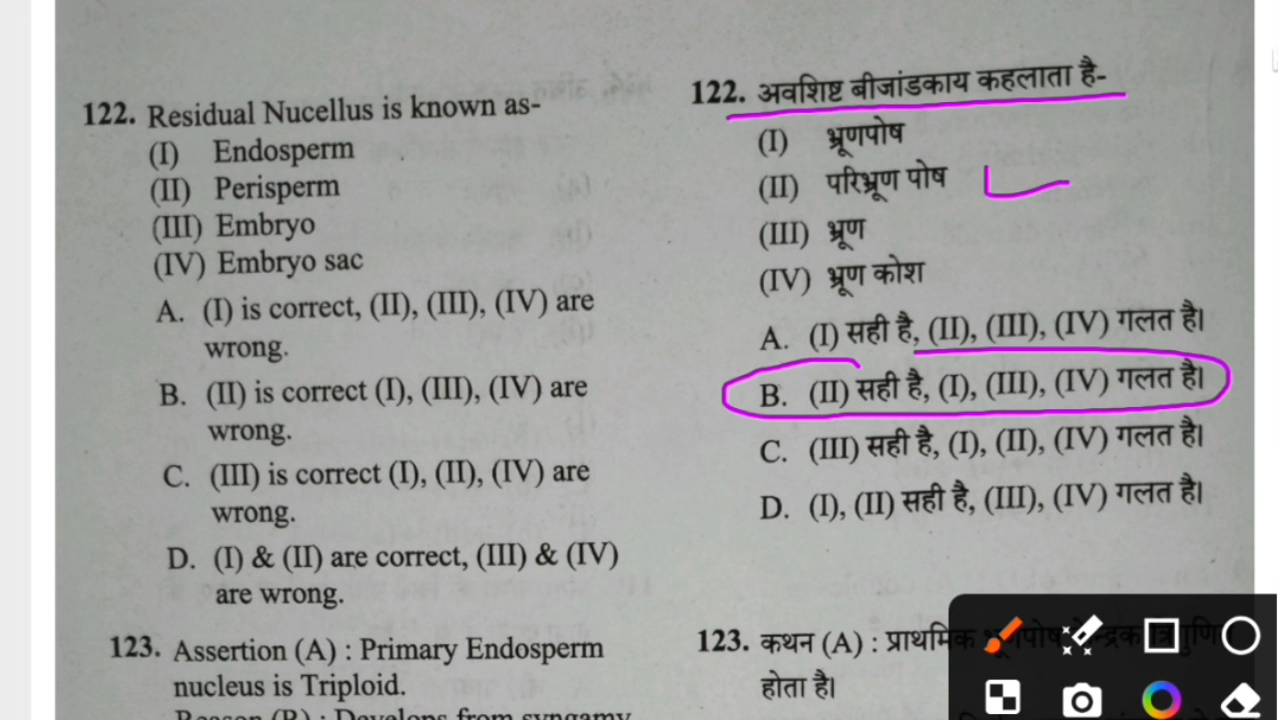 122. Residual Nucellus is known as-
(I) Endosperm
(II) Perisperm
(III) Embryo
(IV) Embryo sac
A. (I) is correct, (II), (III), (IV) are
wrong.
B. (II) is correct (I), (III), (IV) are
wrong.
C. (III) is correct (I), (II), (IV) are
wrong.
D. (I) & (II) are correct, (III) & (IV)
are wrong.
123. Assertion (A) : Primary Endosperm
nucleus is Triploid.
Reason (R) : Develops from syngamy
122. अवशिष्ट बीजांडकाय कहलाता है-
(I) भ्रूणपोष
(II) परिभ्रूण पोष
(III) भ्रूण
(IV) भ्रूण कोश
A. (I) सही है, (II), (III), (IV) गलत है।
B. (II) सही है, (I), (III), (IV) गलत है।
C. (III) सही है, (I), (II), (IV) गलत है।
D. (I), (II) सही है, (III), (IV) गलत है।
123. कथन (A) : प्राथमिक
होता है।